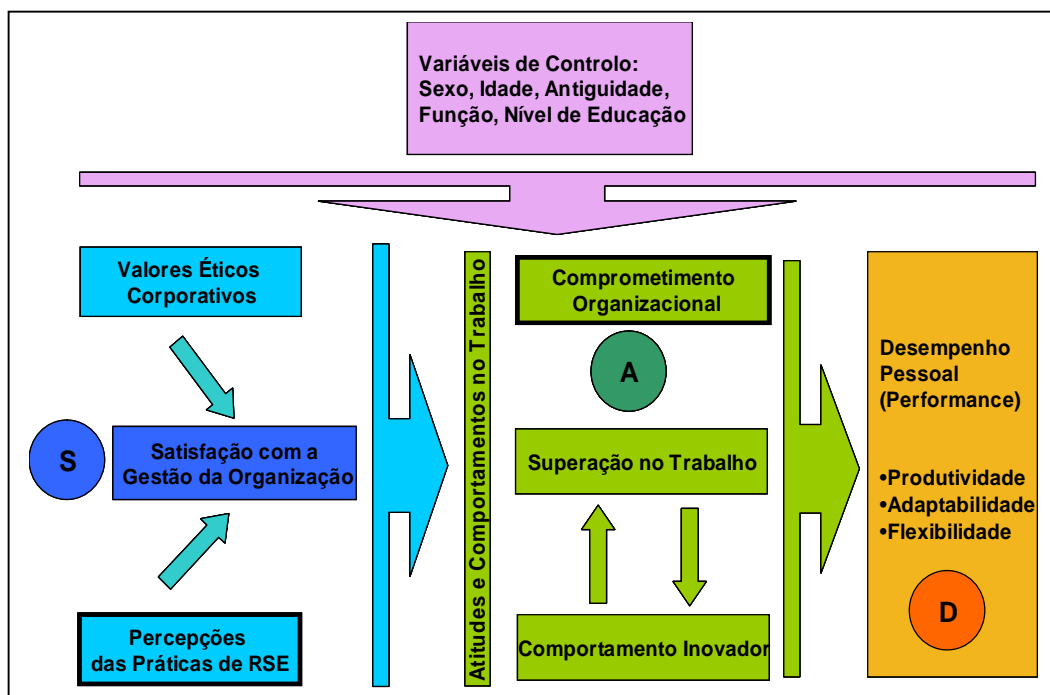 Variáveis de Controlo:
Sexo, Idade, Antiguidade,
Função, Nível de Educação
Valores Éticos
Corporativos
S
Satisfação com a
Gestão da Organização
Percepções
das Práticas de RSE
Atitudes e Comportamentos no Trabalho
Comprometimento
Organizacional
A
Superação no Trabalho
Comportamento Inovador
Desempenho
Pessoal
(Performance)
•Produtividade
•Adaptabilidade
•Flexibilidade
D